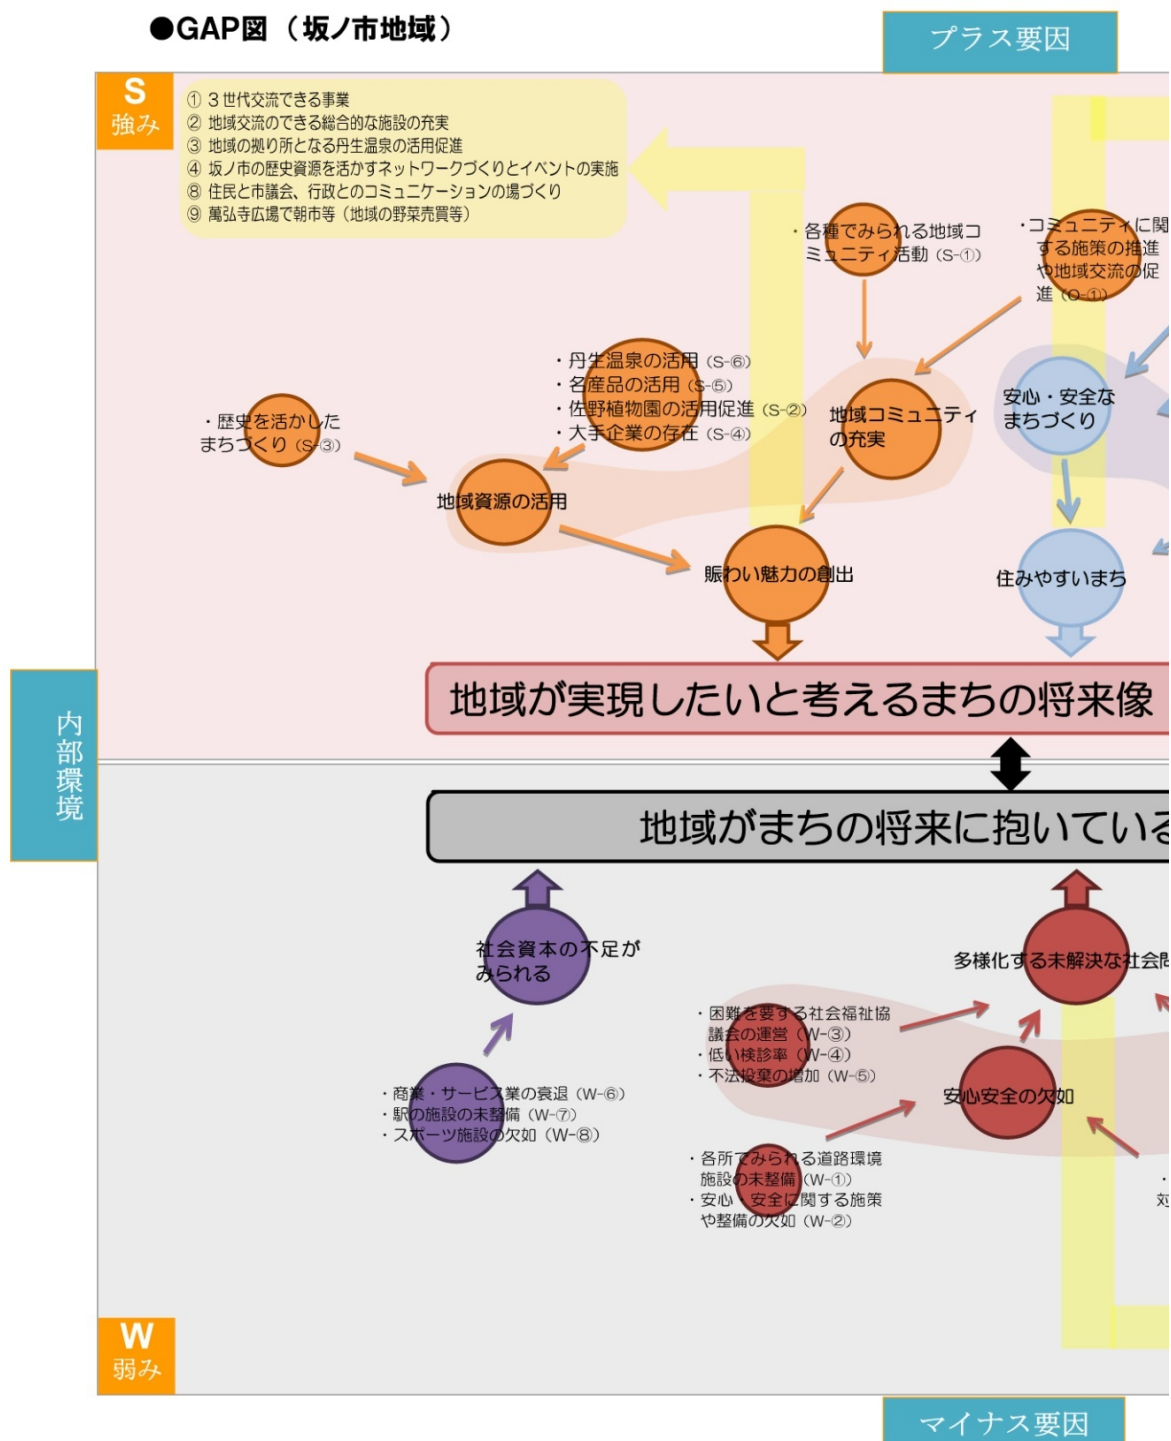 ●GAP図（坂ノ市地域）
プラス要因
S
強み
① ３世代交流できる事業
② 地域交流のできる総合的な施設の充実
③ 地域の拠り所となる丹生温泉の活用促進
④ 坂ノ市の歴史資源を活かすネットワークづくりとイベントの実施
⑧ 住民と市議会、行政とのコミュニケーションの場づくり
⑨ 萬弘寺広場で朝市等（地域の野菜売買等）
・各種でみられる地域コ
ミュニティ活動（S-①）
・コミュニティに関
する施策の推進
や地域交流の促
進（O-①）
・丹生温泉の活用（S-⑥）
・名産品の活用（S-⑤）
・佐野植物園の活用促進（S-②）
・大手企業の存在（S-④）
・歴史を活かした
まちづくり（S-③）
地域コミュニティ
の充実
安心・安全な
まちづくり
地域資源の活用
賑わい魅力の創出
住みやすいまち
地域が実現したいと考えるまちの将来像
内部環境
地域がまちの将来に抱いている
社会資本の不足が
みられる
多様化する未解決な社会問
・困難を要する社会福祉協
議会の運営（W-③）
・低い検診率（W-④）
・不法投棄の増加（W-⑤）
・商業・サービス業の衰退（W-⑥）
・駅の施設の未整備（W-⑦）
・スポーツ施設の欠如（W-⑧）
安心安全の欠如
・各所でみられる道路環境
施設の未整備（W-①）
・安心・安全に関する施策
や整備の欠如（W-②）
・
対
W
弱み
マイナス要因